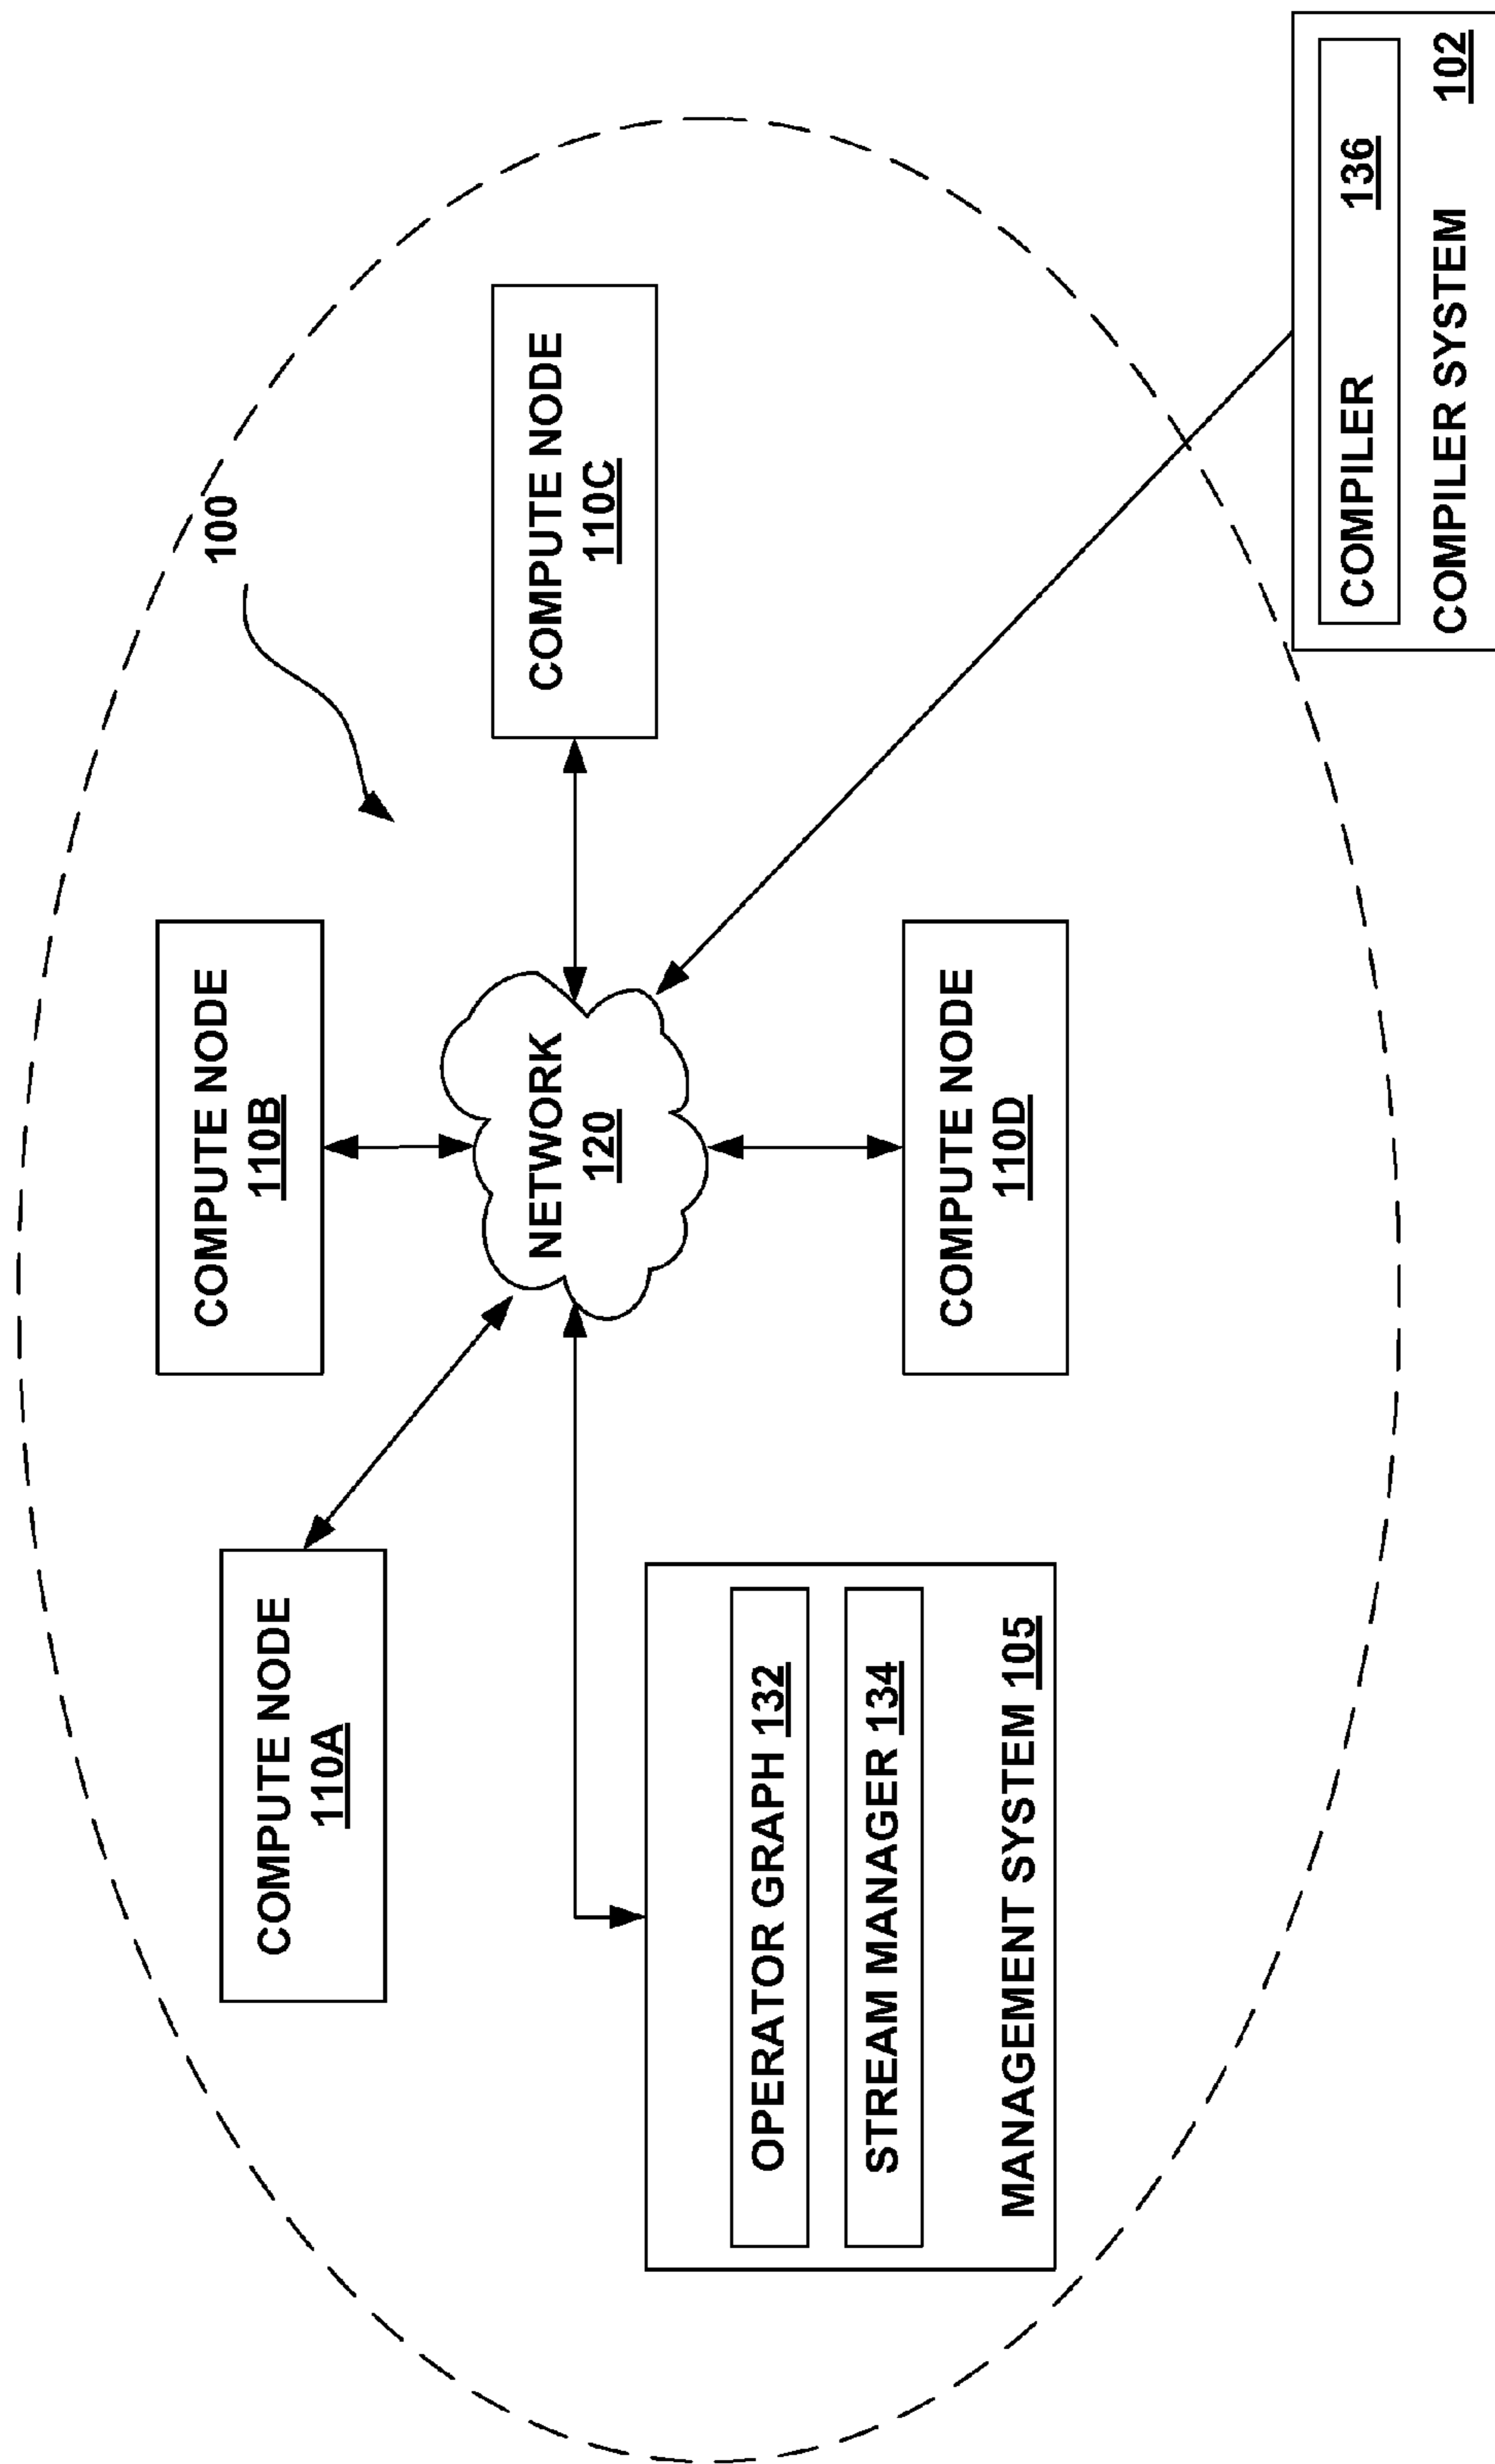 100
COMPUTE NODE
110B
COMPUTE NODE
110A
COMPUTE NODE
110C
NETWORK
120
OPERATOR GRAPH 132
STREAM MANAGER 134
MANAGEMENT SYSTEM 105
COMPUTE NODE
110D
COMPILER 136
COMPILER SYSTEM 102